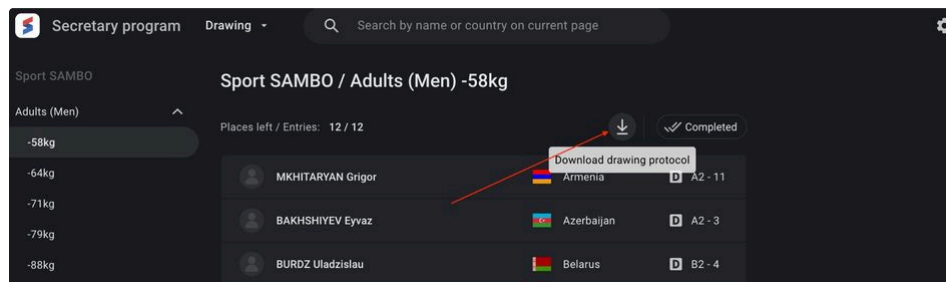 Secretary program Drawing Search by name or country on current page
Sport SAMBO
Sport SAMBO / Adults (Men) -58kg
Adults (Men)
Places left / Entries: 12 / 12 Completed
-58kg
Download drawing protocol
-64kg
MKHITARYAN Grigor Armenia D A2 - 11
-71kg
BAKHSHIYEV Eyvaz Azerbaijan D A2 - 3
-79kg
-88kg
BURDZ Uladzislau Belarus D B2 - 4